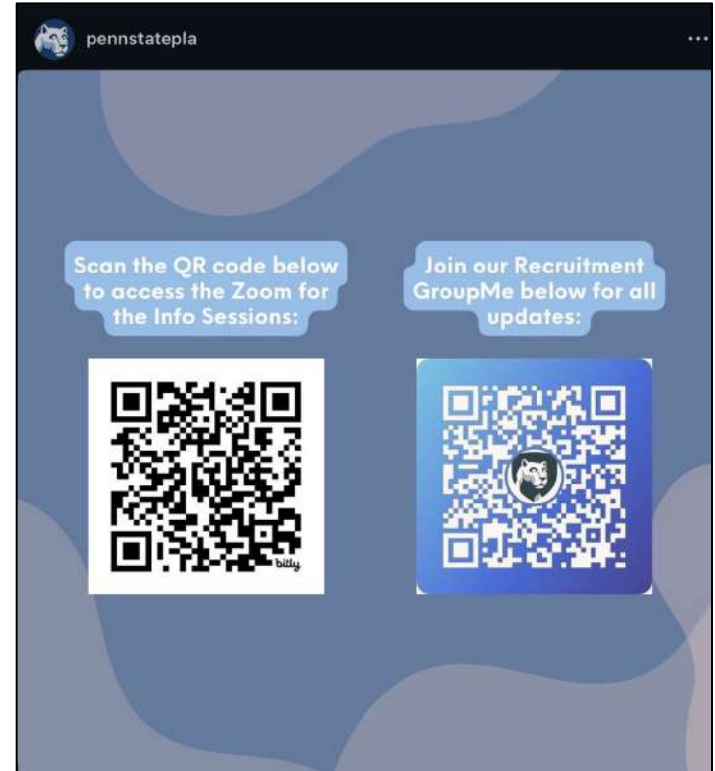 pennstatepla
Scan the QR code below
to access the Zoom for
the Info Sessions:
Join our Recruitment
GroupMe below for all
updates:
bitly